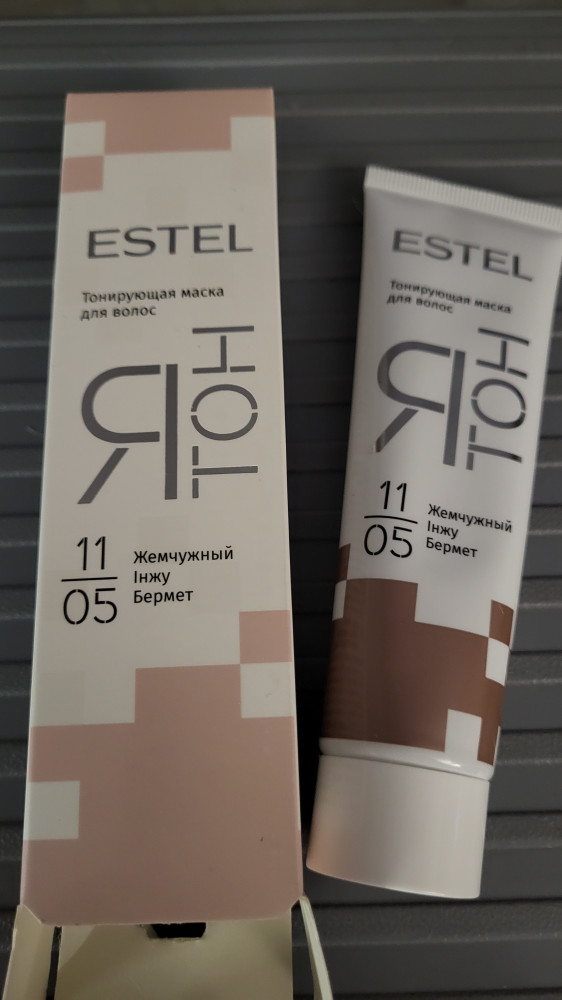 ESTEL
Тонирующая маска
для волос
Я
ТОН
11
05
Жемчужный
Інжу
Бермет
ESTEL
Тонирующая маска
для волос
Я
ТОН
11
05
Жемчужный
Інжу
Бермет